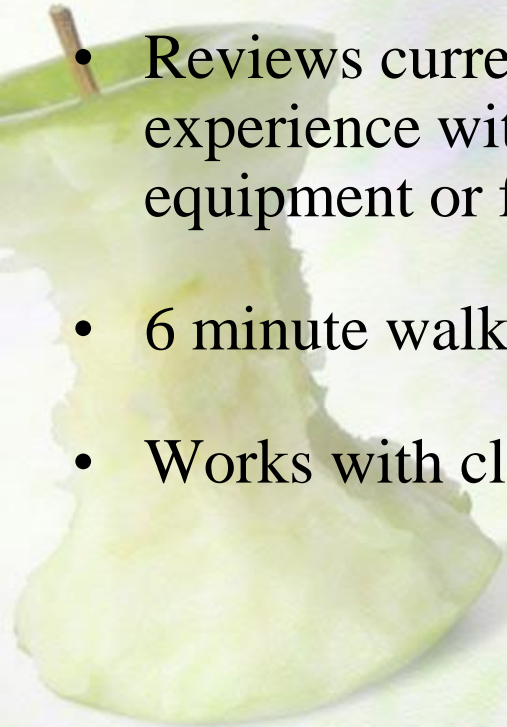 • Reviews curre
experience wit
equipment or f
• 6 minute walk
• Works with cl